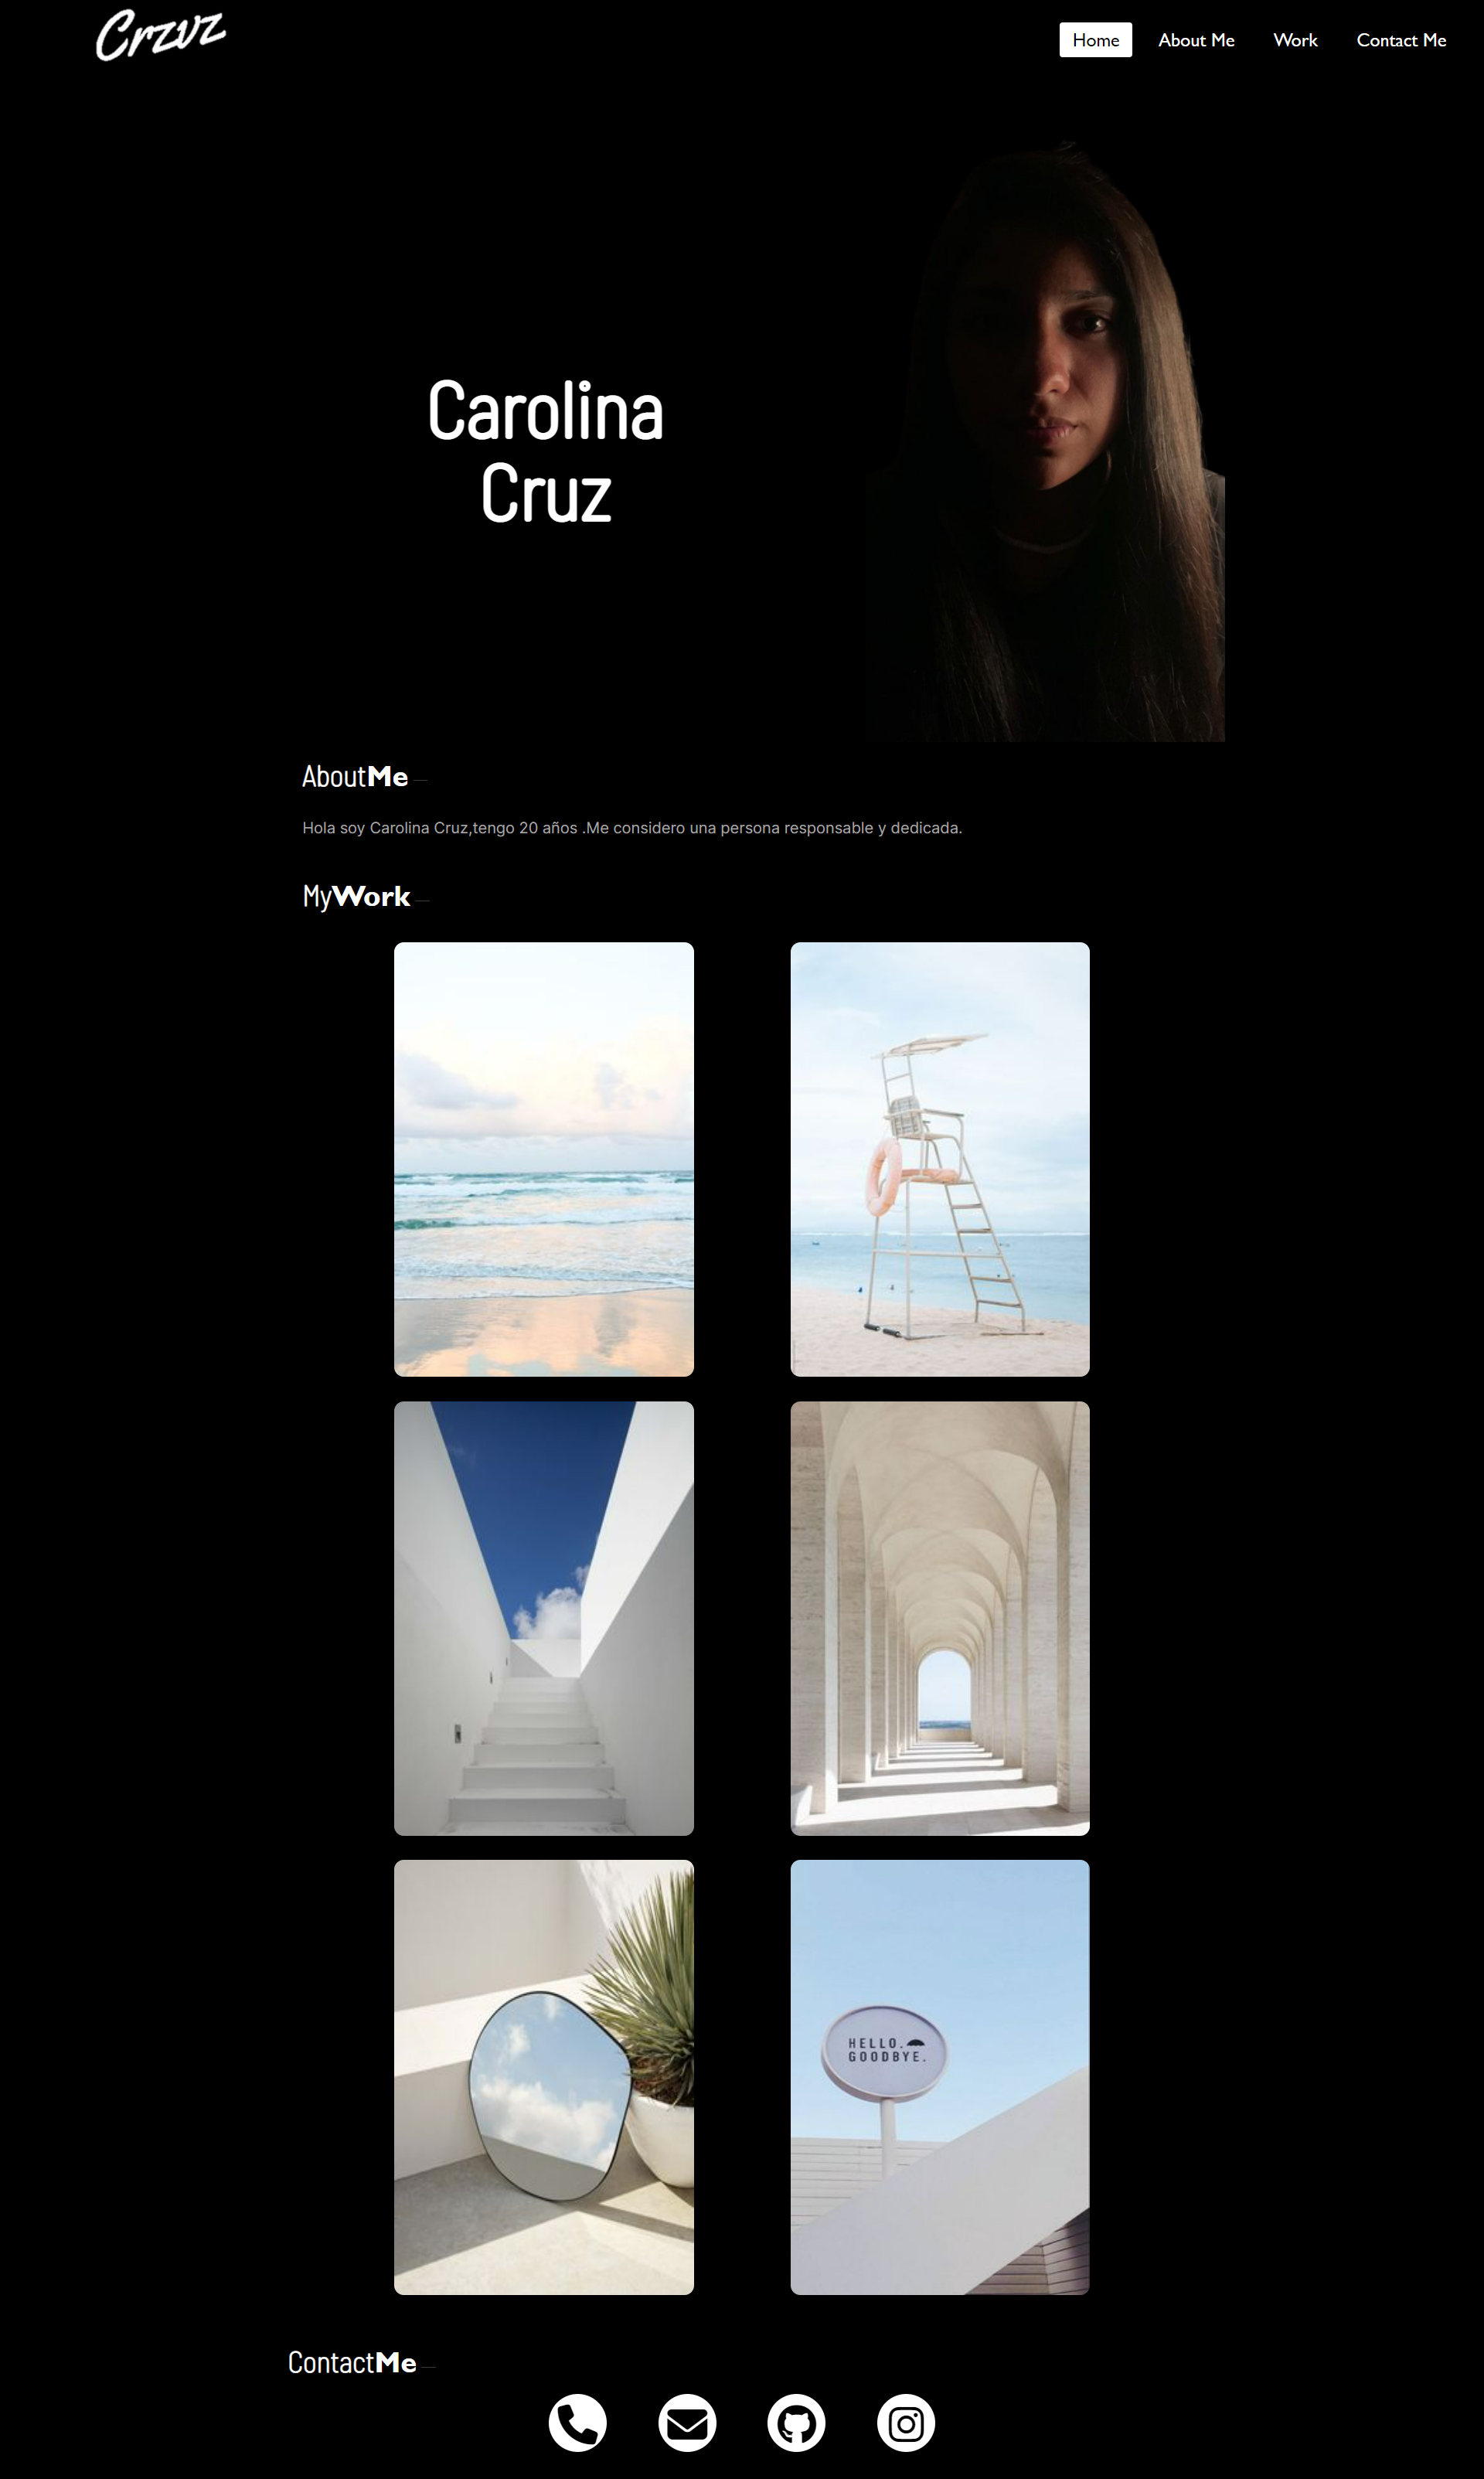 Crzvz
Home
About Me
Work
Contact Me
Carolina
Cruz
AboutMe
Hola soy Carolina Cruz,tengo 20 años .Me considero una persona responsable y dedicada.
MyWork
HELLO.
GOODBYE.
ContactMe